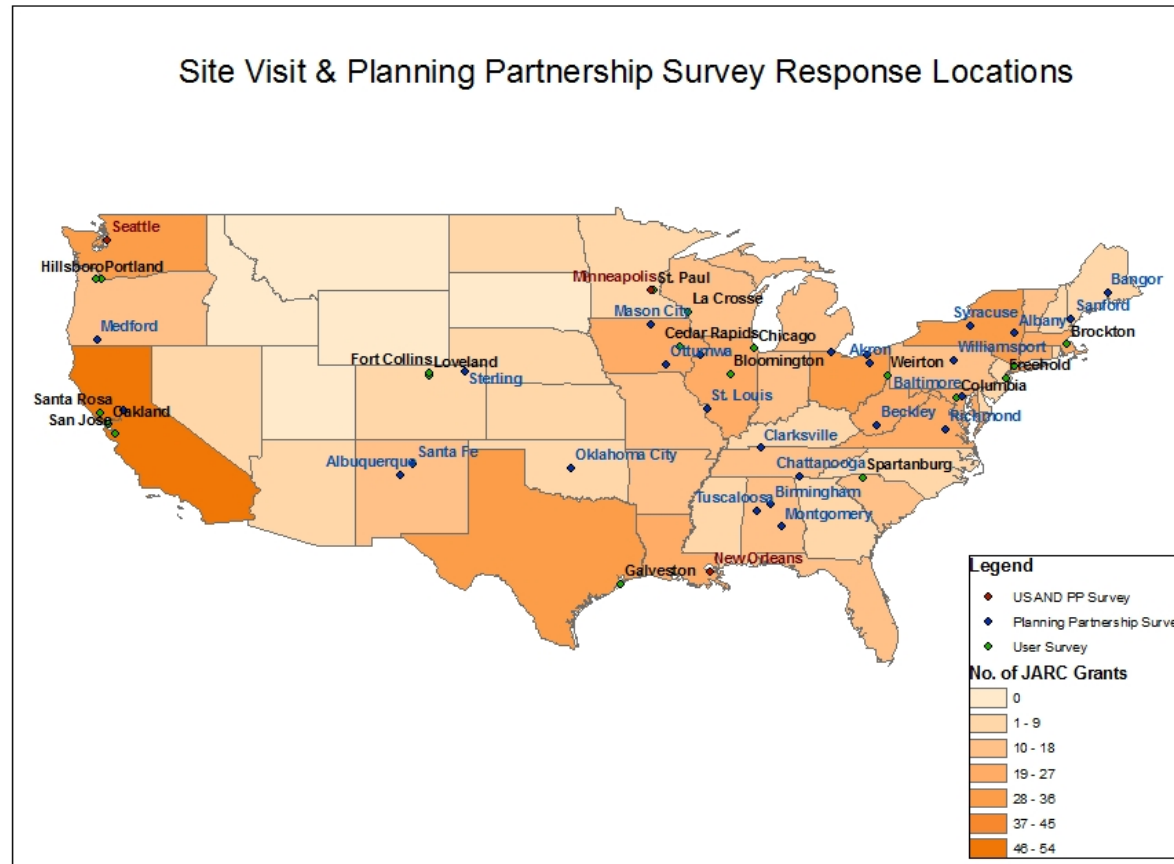 Site Visit & Planning Partnership Survey Response Locations
Seattle
Hillsboro Portland
Medford
Santa Rosa
Oakland
San Jose
Fort Collins
Loveland
Sterling
Albuquerque
Santa Fe
Oklahoma City
Galveston
New Orleans
Minneapolis
St. Paul
La Crosse
Mason City
Cedar Rapids
Chicago
Ottumwa
Bloomington
St. Louis
Akron
Weirton
Clarksville
Chattanooga
Spartanburg
Tuscaloosa
Birmingham
Montgomery
Beckley
Richmond
Baltimore
Columbia
Williamsport
Freehold
Syracuse
Albany
Brockton
Sanford
Bangor
Legend
US AND PP Survey
Planning Partnership Surve
User Survey
No. of JARC Grants
0
1 - 9
10 - 18
19 - 27
28 - 36
37 - 45
46 - 54